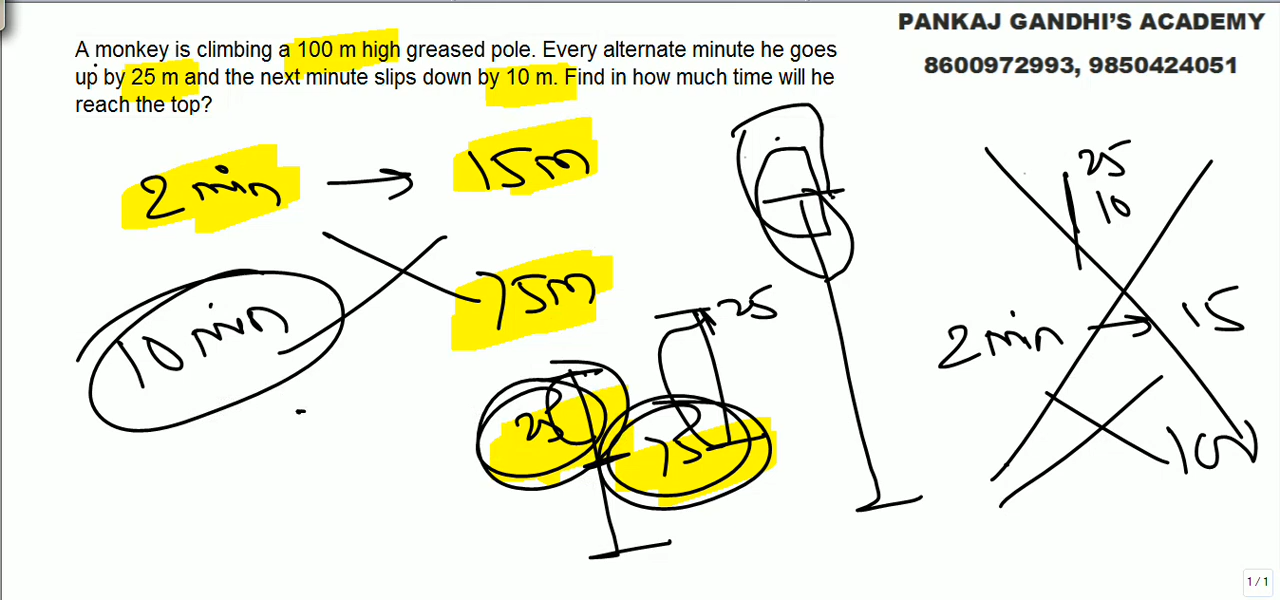 PANKAJ GANDHI'S ACADEMY
8600972993, 9850424051
A monkey is climbing a 100 m high greased pole. Every alternate minute he goes
up by 25 m and the next minute slips down by 10 m. Find in how much time will he
reach the top?
2 min → 15m
75m
10 min
25
25
75
25
10
2 min → 15
100
1 / 1